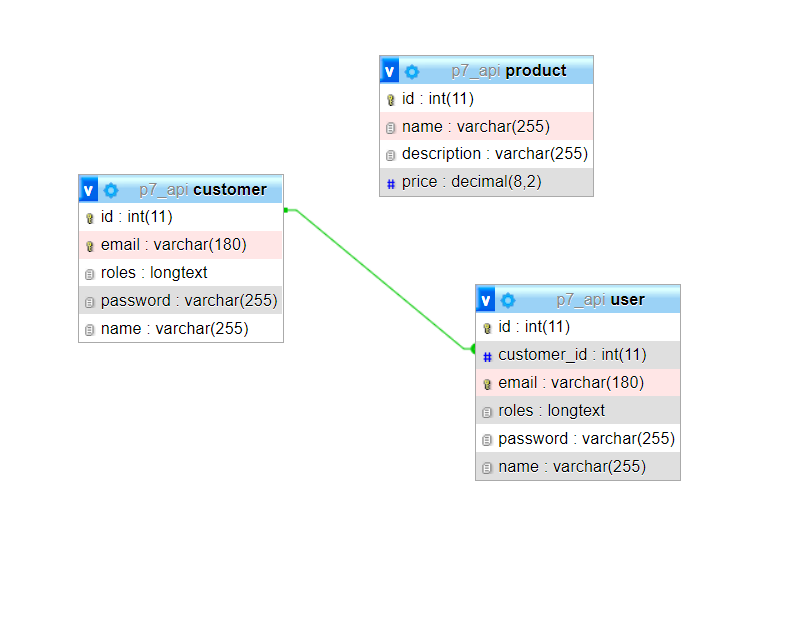 v p7_api product
id : int(11)
name : varchar(255)
description : varchar(255)
# price : decimal(8,2)
v p7_api customer
id : int(11)
email : varchar(180)
roles : longtext
password : varchar(255)
name : varchar(255)
v p7_api user
id : int(11)
# customer_id : int(11)
email : varchar(180)
roles : longtext
password : varchar(255)
name : varchar(255)